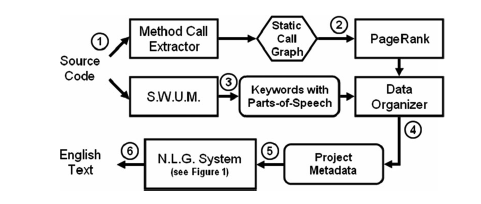 1
Source
Code
Method Call
Extractor
Static
Call
Graph
2
PageRank
S.W.U.M.
3
Keywords with
Parts-of-Speech
Data
Organizer
4
English
Text
6
N.L.G. System
(see Figure 1)
5
Project
Metadata